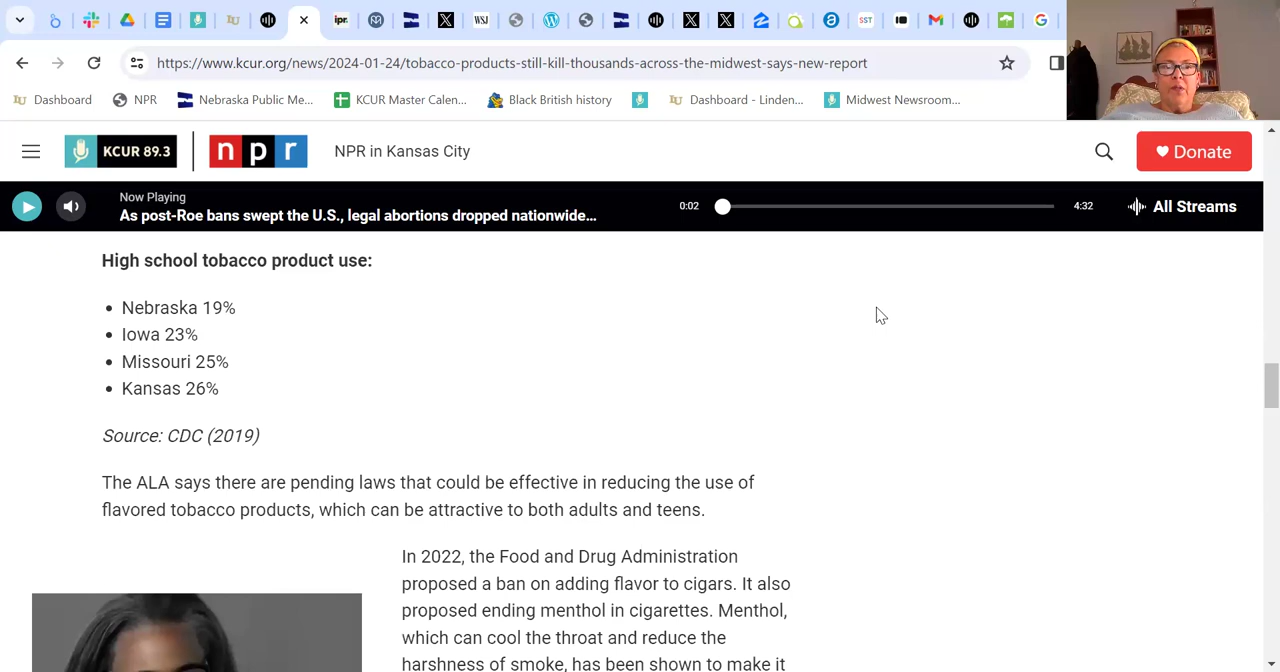 ipr.
WSJ
SST
https://www.kcur.org/news/2024-01-24/tobacco-products-still-kill-thousands-across-the-midwest-says-new-report
Dashboard
NPR
Nebraska Public Me...
KCUR Master Calen...
Black British history
Dashboard - Linden...
Midwest Newsroom...
KCUR 89.3
npr
NPR in Kansas City
Donate
Now Playing
As post-Roe bans swept the U.S., legal abortions dropped nationwide...
0:02
4:32
All Streams
High school tobacco product use:
• Nebraska 19%
• Iowa 23%
• Missouri 25%
• Kansas 26%
Source: CDC (2019)
The ALA says there are pending laws that could be effective in reducing the use of
flavored tobacco products, which can be attractive to both adults and teens.
In 2022, the Food and Drug Administration
proposed a ban on adding flavor to cigars. It also
proposed ending menthol in cigarettes. Menthol,
which can cool the throat and reduce the
harshness of smoke, has been shown to make it